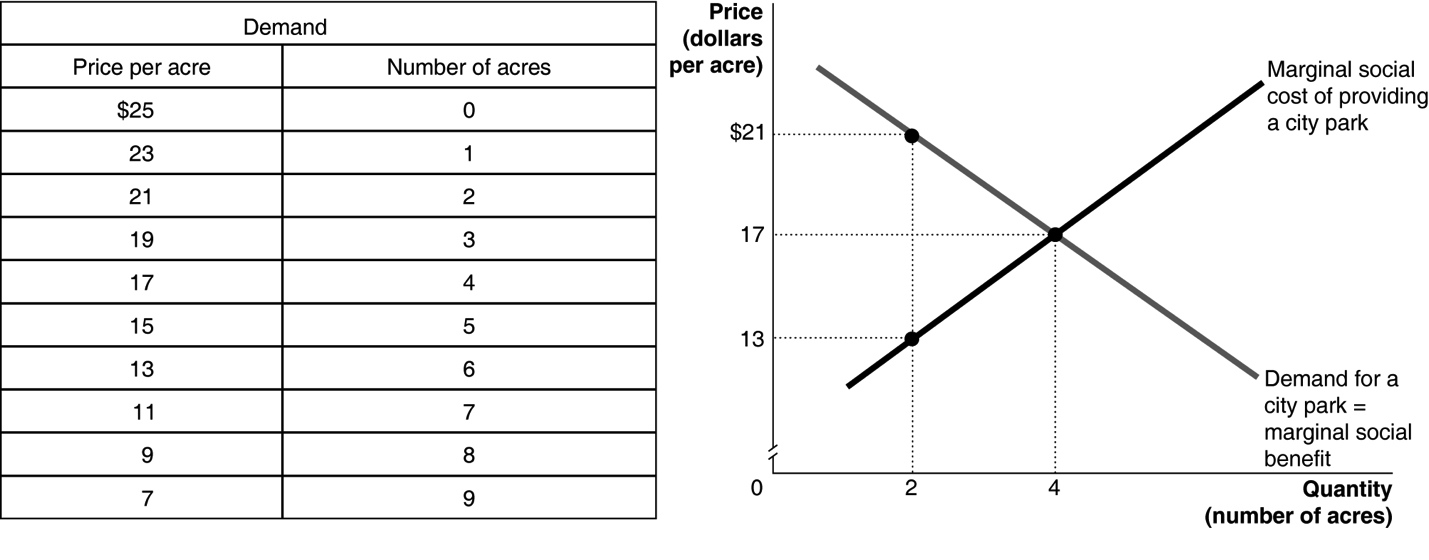 Demand
Price per acre Number of acres
$25 0
23 1
21 2
19 3
17 4
15 5
13 6
11 7
9 8
7 9
Price
(dollars
per acre)
$21
17
13
0 2 4
Quantity
(number of acres)
Marginal social
cost of providing
a city park
Demand for a
city park =
marginal social
benefit